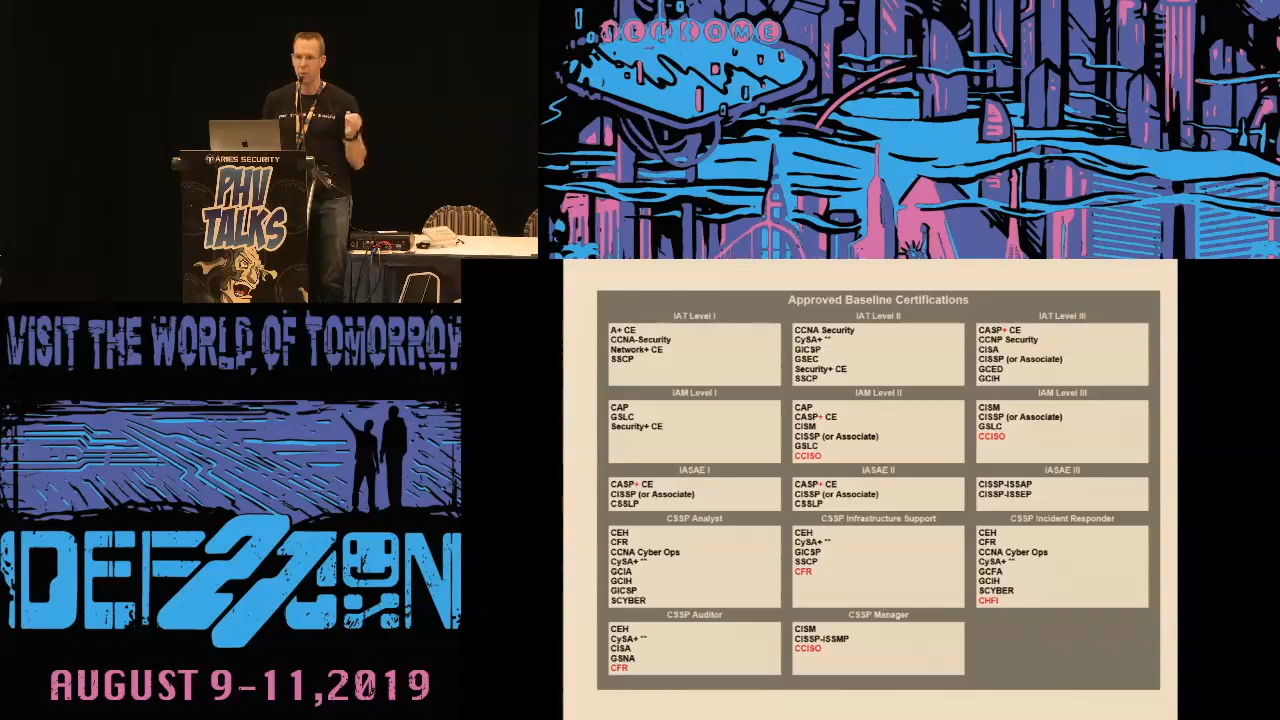 WELCOME
ARIES SECURITY
PHV
TALKS
VISIT THE WORLD OF TOMORROW
DEF 27 CON
AUGUST 9-11,2019
Approved Baseline Certifications
IAT Level I
A+ CE
CCNA-Security
Network+ CE
SSCP
IAT Level II
CCNA Security
CySA+ **
GICSP
GSEC
Security+ CE
SSCP
IAT Level III
CASP+ CE
CCNP Security
CISA
CISSP (or Associate)
GCED
GCIH
IAM Level I
CAP
GSLC
Security+ CE
IAM Level II
CAP
CASP+ CE
CISM
CISSP (or Associate)
GSLC
CCISO
IAM Level III
CISM
CISSP (or Associate)
GSLC
CCISO
IASAE I
CASP+ CE
CISSP (or Associate)
CSSLP
IASAE II
CASP+ CE
CISSP (or Associate)
CSSLP
IASAE III
CISSP-ISSAP
CISSP-ISSEP
CSSP Analyst
CEH
CFR
CCNA Cyber Ops
CySA+ **
GCIA
GCIH
GICSP
SCYBER
CSSP Infrastructure Support
CEH
CySA+ **
GICSP
SSCP
CFR
CSSP Incident Responder
CEH
CFR
CCNA Cyber Ops
CySA+ **
GCFA
GCIH
SCYBER
CHFI
CSSP Auditor
CEH
CySA+ **
CISA
GSNA
CFR
CSSP Manager
CISM
CISSP-ISSMP
CCISO